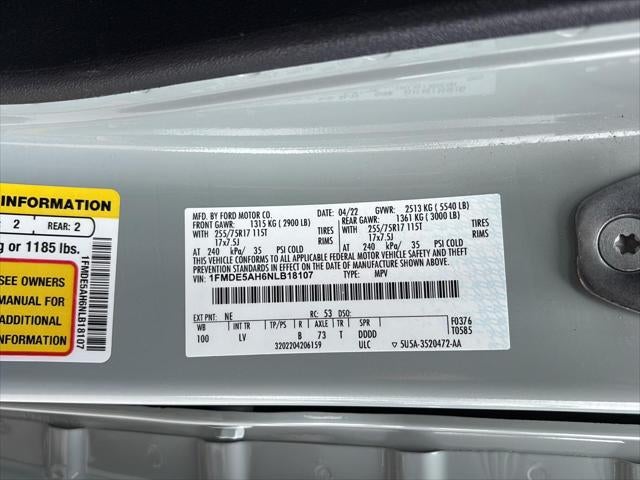 INFORMATION
2 REAR: 2
g or 1185 lbs.
SEE OWNERS
MANUAL FOR
ADDITIONAL
INFORMATION
1FMDE5AH6NLB18107
MFD. BY FORD MOTOR CO. 04/22 GVWR: 2513 KG ( 5540 LB)
FRONT GAWR: 1315 KG ( 2900 LB) REAR GAWR: 1361 KG ( 3000 LB)
WITH 255/75R17 115T TIRES WITH 255/75R17 115T TIRES
17x7.5J RIMS 17x7.5J RIMS
AT 240 kPa/ 35 PSI COLD AT 240 kPa/ 35 PSI COLD
THIS VEHICLE CONFORMS TO ALL APPLICABLE FEDERAL MOTOR VEHICLE SAFETY
AND THEFT PREVENTION STANDARDS IN EFFECT ON THE DATE OF MANUFACTURE SHOWN ABOVE.
VIN: 1FMDE5AH6NLB18107 TYPE: MPV
EXT PNT: NE RC: 53 DSO:
WB INT TR TP/PS R AXLE TR SPR F0376
100 LV B 73 T DDDD T0585
3202204206159 ULC ▽ SU5A-3520472-AA